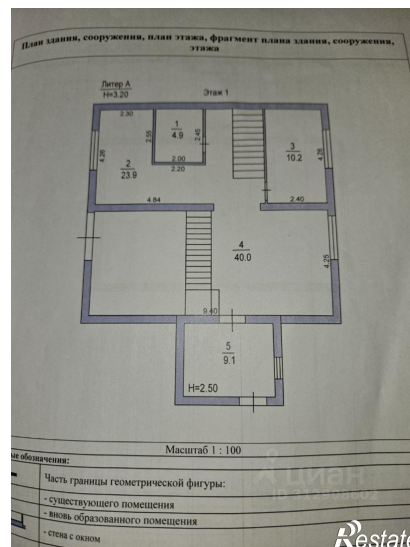 План здания, сооружения, план этажа, фрагмент плана здания, сооружения,
этажа
Литер А
Н=3.20
Этаж 1
2.30
1
4.9
2.55
2.45
3
10.2
4.26
4.26
2
23.9
2.00
2.20
4.84
2.40
4
40.0
4.26
9.40
5
9.1
Н=2.50
Масштаб 1 : 100
обозначения:
Часть границы геометрической фигуры:
- существующего помещения
- вновь образованного помещения
- стена с окном
циан
Restate